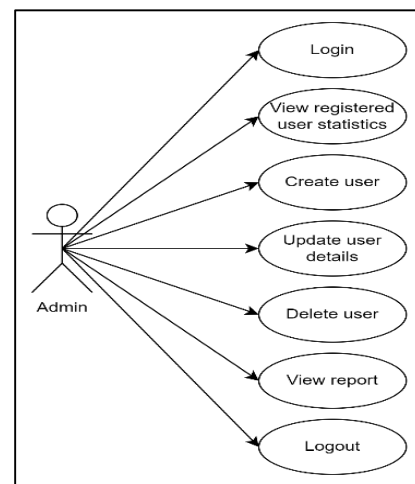 Login
View registered
user statistics
Create user
Update user
details
Admin
Delete user
View report
Logout